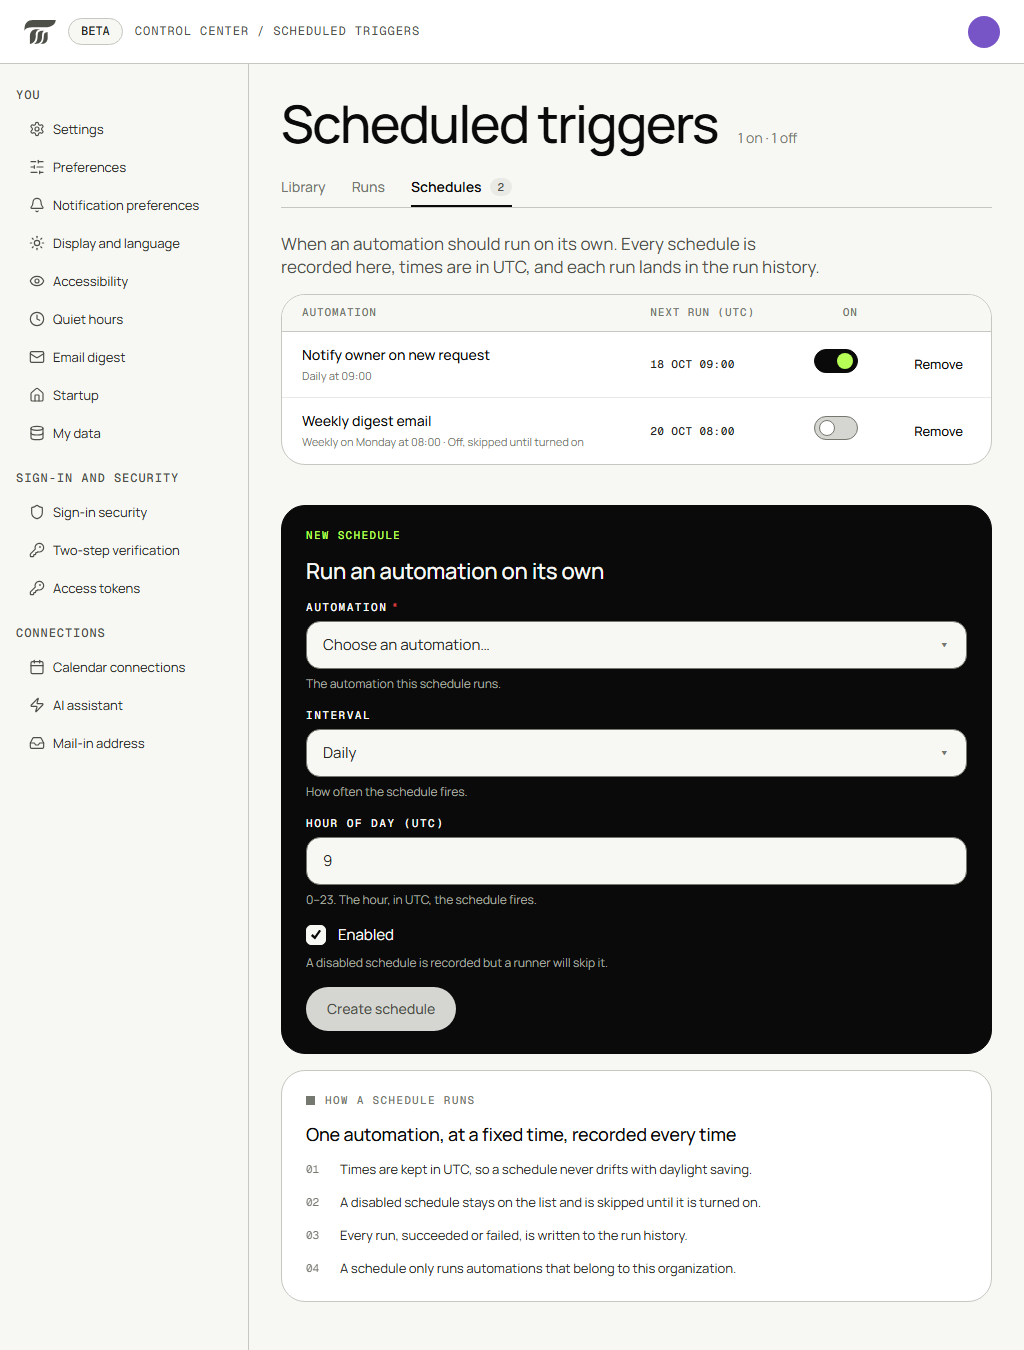 BETA
CONTROL CENTER / SCHEDULED TRIGGERS
YOU
Settings
Preferences
Notification preferences
Display and language
Accessibility
Quiet hours
Email digest
Startup
My data
SIGN-IN AND SECURITY
Sign-in security
Two-step verification
Access tokens
CONNECTIONS
Calendar connections
AI assistant
Mail-in address
Scheduled triggers
1 on · 1 off
Library Runs Schedules 2
When an automation should run on its own. Every schedule is
recorded here, times are in UTC, and each run lands in the run history.
AUTOMATION NEXT RUN (UTC) ON
Notify owner on new request
Daily at 09:00
18 OCT 09:00
Remove
Weekly digest email
Weekly on Monday at 08:00 · Off, skipped until turned on
20 OCT 08:00
Remove
NEW SCHEDULE
Run an automation on its own
AUTOMATION *
Choose an automation...
The automation this schedule runs.
INTERVAL
Daily
How often the schedule fires.
HOUR OF DAY (UTC)
9
0–23. The hour, in UTC, the schedule fires.
Enabled
A disabled schedule is recorded but a runner will skip it.
Create schedule
HOW A SCHEDULE RUNS
One automation, at a fixed time, recorded every time
01 Times are kept in UTC, so a schedule never drifts with daylight saving.
02 A disabled schedule stays on the list and is skipped until it is turned on.
03 Every run, succeeded or failed, is written to the run history.
04 A schedule only runs automations that belong to this organization.